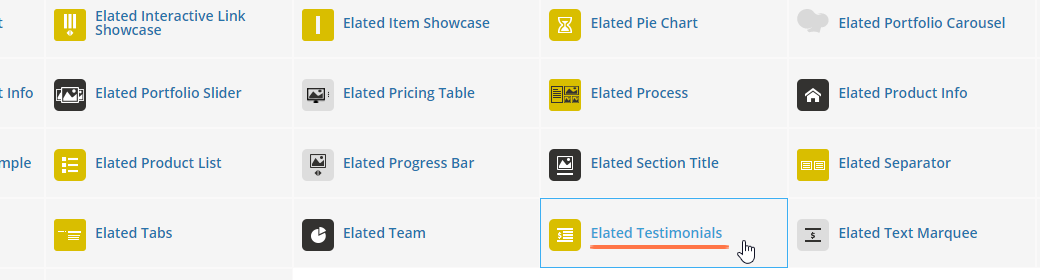 Elated Interactive Link
Showcase
Elated Item Showcase
Elated Pie Chart
Elated Portfolio Carousel
t Info
Elated Portfolio Slider
Elated Pricing Table
Elated Process
Elated Product Info
mple
Elated Product List
Elated Progress Bar
Elated Section Title
Elated Separator
Elated Tabs
Elated Team
Elated Testimonials
Elated Text Marquee